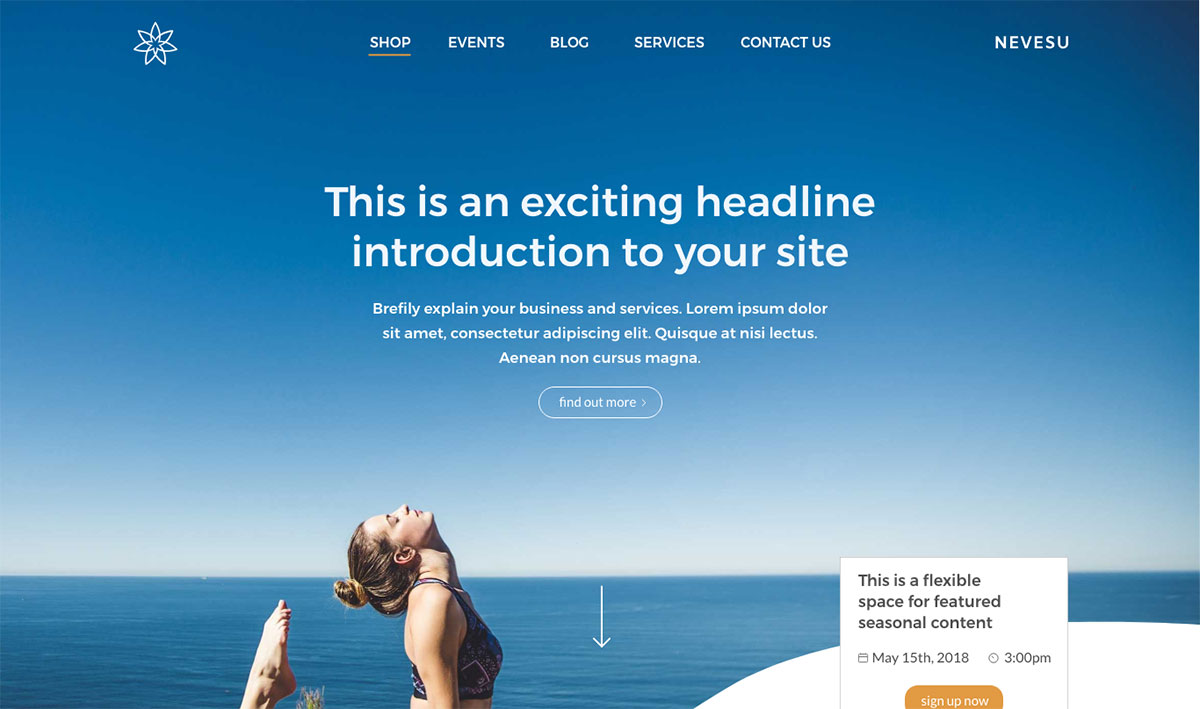 SHOP EVENTS BLOG SERVICES CONTACT US NEVESU
This is an exciting headline
introduction to your site
Brefily explain your business and services. Lorem ipsum dolor
sit amet, consectetur adipiscing elit. Quisque at nisi lectus.
Aenean non cursus magna.
find out more
This is a flexible
space for featured
seasonal content
May 15th, 2018 3:00pm
sign up now